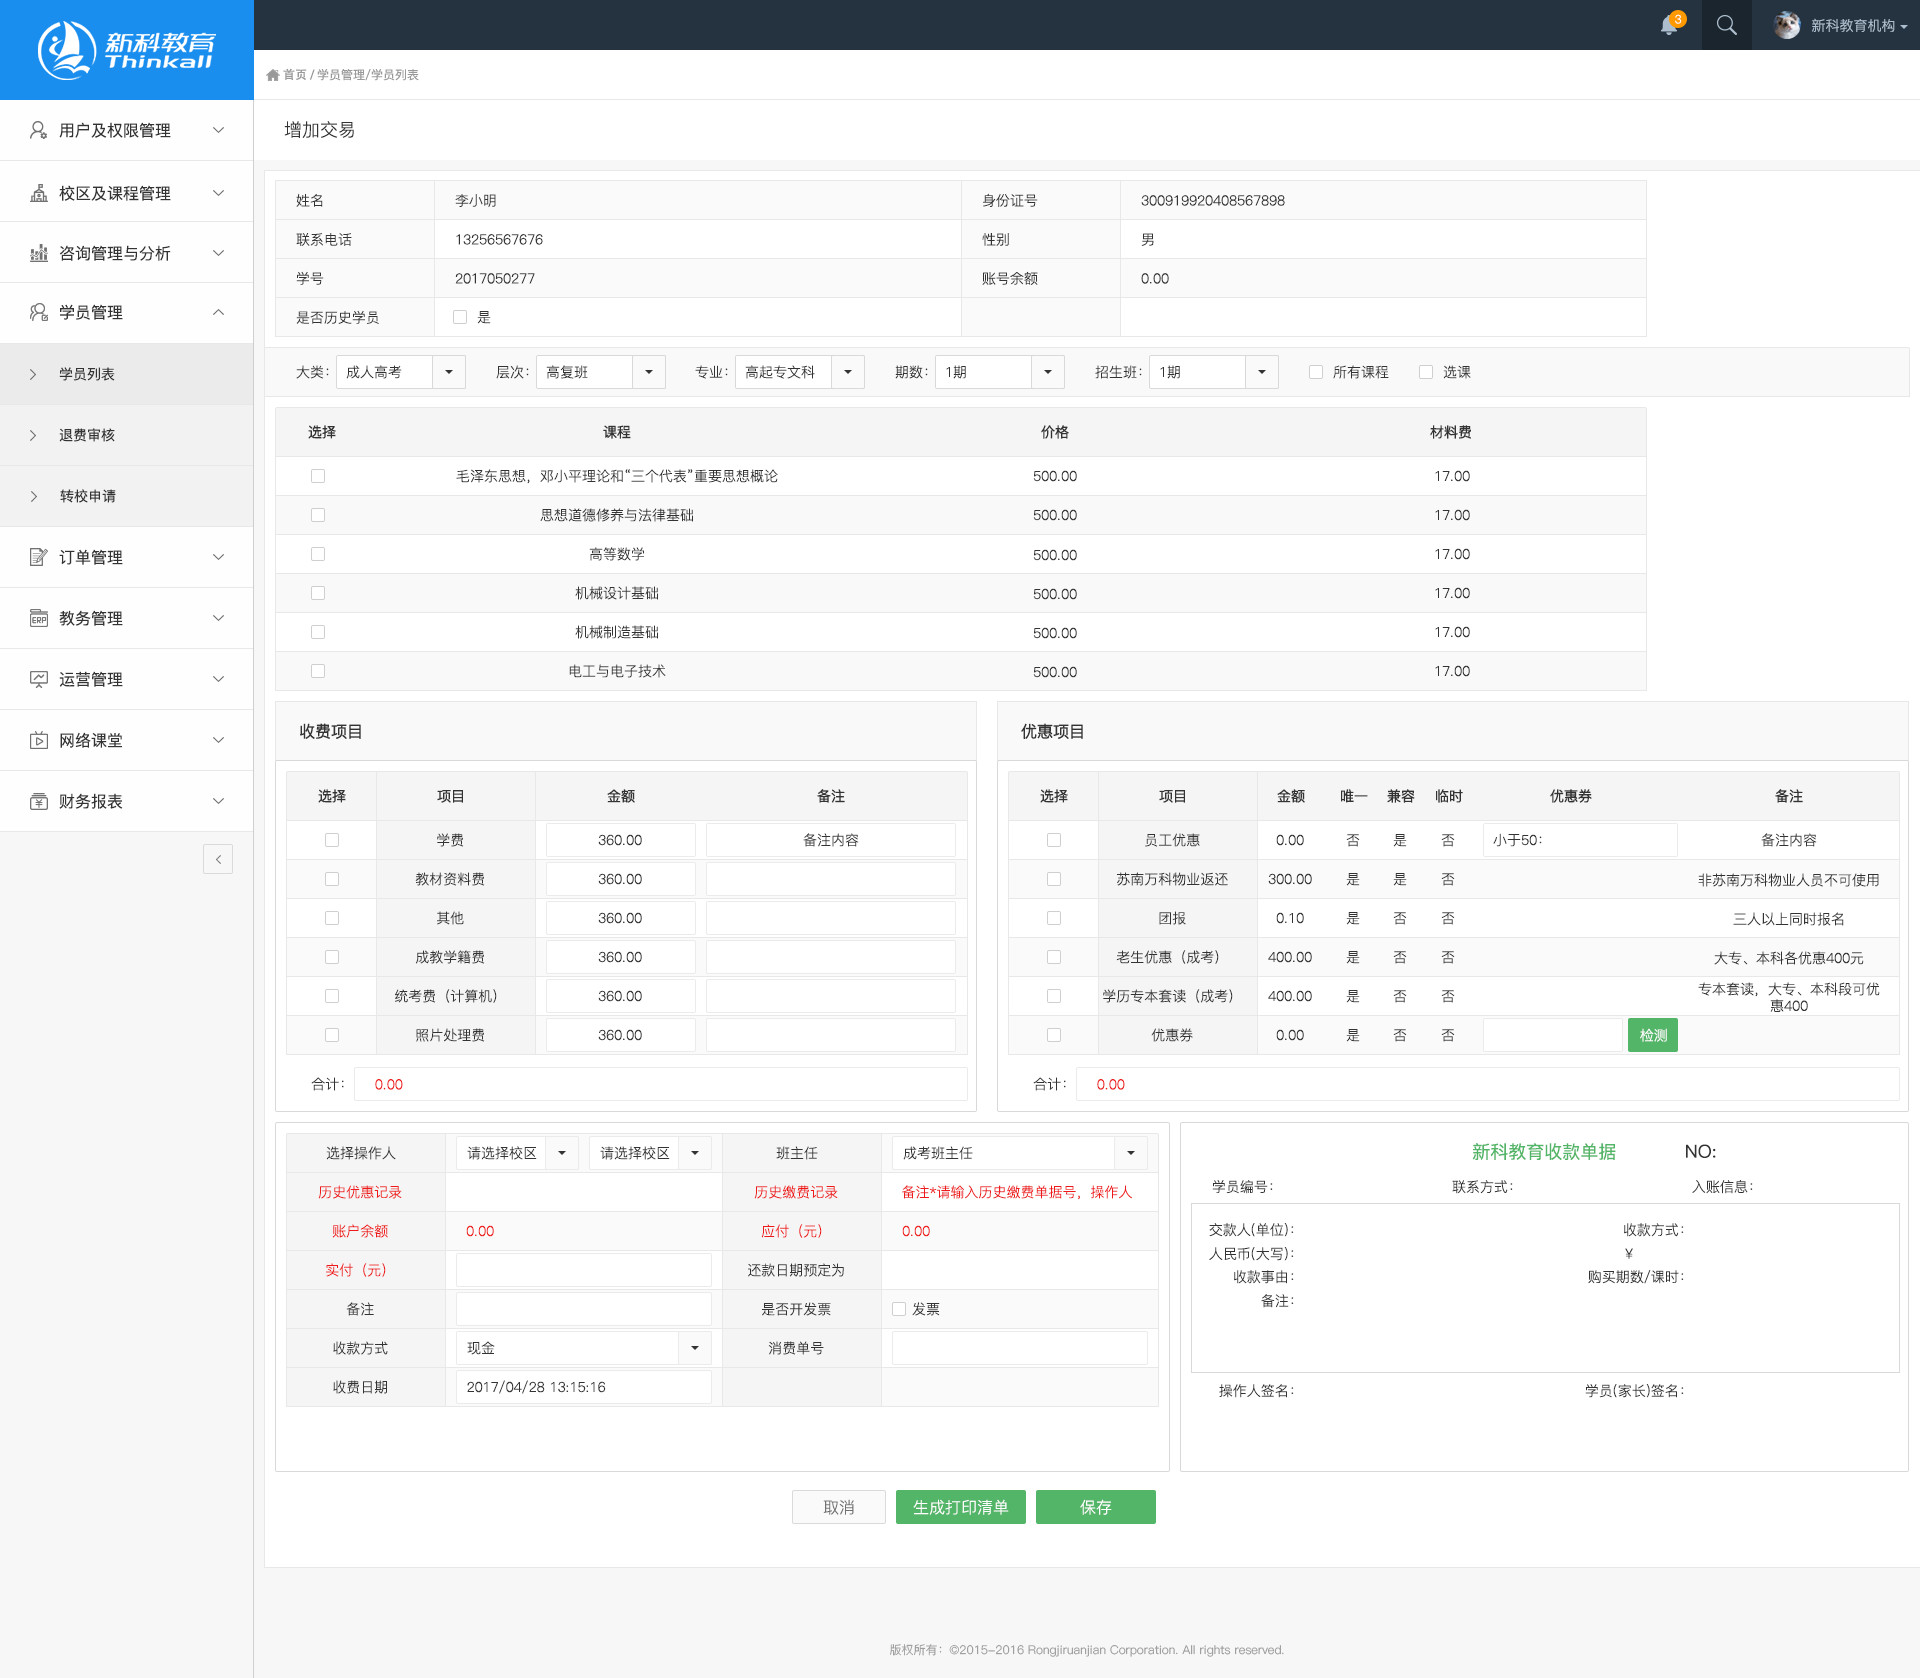 新科教育
Thinkall
3
新科教育机构
首页 / 学员管理/学员列表
用户及权限管理
校区及课程管理
咨询管理与分析
学员管理
学员列表
退费审核
转校申请
订单管理
ERP 教务管理
运营管理
网络课堂
财务报表
增加交易
姓名 李小明 身份证号 300919920408567898
联系电话 13256567676 性别 男
学号 2017050277 账号余额 0.00
是否历史学员 是
大类: 成人高考 层次: 高复班 专业: 高起专文科 期数: 1期 招生班: 1期 所有课程 选课
选择 课程 价格 材料费
毛泽东思想，邓小平理论和“三个代表”重要思想概论 500.00 17.00
思想道德修养与法律基础 500.00 17.00
高等数学 500.00 17.00
机械设计基础 500.00 17.00
机械制造基础 500.00 17.00
电工与电子技术 500.00 17.00
收费项目
选择 项目 金额 备注
学费 360.00 备注内容
教材资料费 360.00
其他 360.00
成教学籍费 360.00
统考费（计算机） 360.00
照片处理费 360.00
合计: 0.00
优惠项目
选择 项目 金额 唯一 兼容 临时 优惠券 备注
员工优惠 0.00 否 是 否 小于50: 备注内容
苏南万科物业返还 300.00 是 是 否 非苏南万科物业人员不可使用
团报 0.10 是 否 否 三人以上同时报名
老生优惠（成考） 400.00 是 否 否 大专、本科各优惠400元
学历专本套读（成考） 400.00 是 否 否 专本套读，大专、本科段可优
惠400
优惠券 0.00 是 否 否 检测
合计: 0.00
选择操作人 请选择校区 请选择校区 班主任 成考班主任
历史优惠记录 历史缴费记录 备注*请输入历史缴费单据号，操作人
账户余额 0.00 应付（元） 0.00
实付（元） 还款日期预定为
备注 是否开发票 发票
收款方式 现金 消费单号
收费日期 2017/04/28 13:15:16
新科教育收款单据 NO:
学员编号: 联系方式: 入账信息:
交款人(单位): 收款方式:
人民币(大写): ¥
收款事由: 购买期数/课时:
备注:
操作人签名: 学员(家长)签名:
取消 生成打印清单 保存
版权所有：©2015-2016 Rongjiruanjian Corporation. All rights reserved.